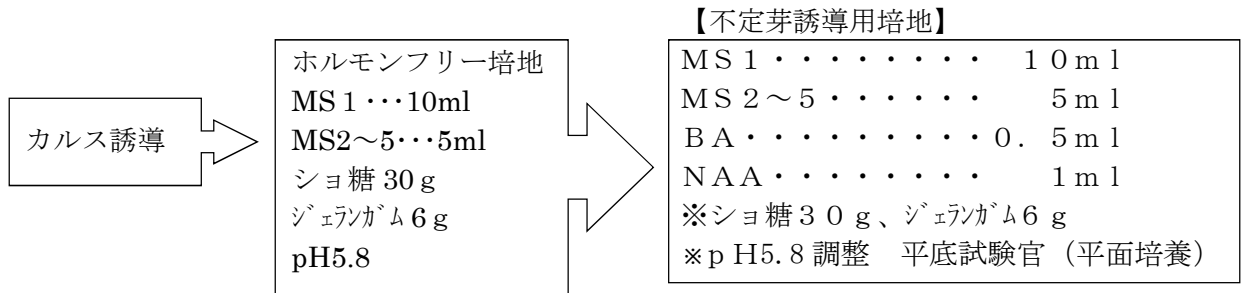 カルス誘導
ホルモンフリー培地
MS１･･･10ml
MS2～5･･･5ml
ショ糖 30ｇ
ｼﾞｪﾗﾝｶﾞﾑ 6ｇ
pH5.8
【不定芽誘導用培地】
ＭＳ１・・・・・・・・　１０ｍｌ
ＭＳ２～５・・・・・・　５ｍｌ
ＢＡ・・・・・・・・・０．５ｍｌ
ＮＡＡ・・・・・・・・　１ｍｌ
※ショ糖３０ｇ、ｼﾞｪﾗﾝｶﾞﾑ６ｇ
※ｐH5.8調整　平底試験官（平面培養）